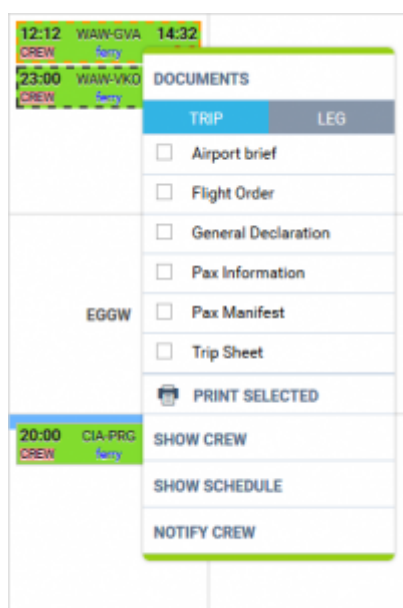 12:12 WAW-GVA 14:32
CREW ferry
23:00 WAW-VKO
CREW ferry
DOCUMENTS
TRIP LEG
Airport brief
Flight Order
General Declaration
Pax Information
EGGW
Pax Manifest
Trip Sheet
PRINT SELECTED
20:00 CIA-PRG
CREW ferry
SHOW CREW
SHOW SCHEDULE
NOTIFY CREW